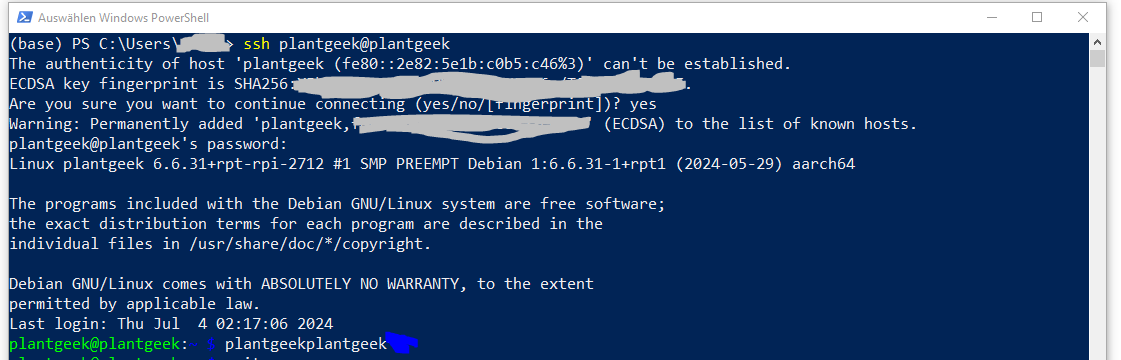 Auswählen Windows PowerShell
(base) PS C:\Users\ > ssh plantgeek@plantgeek
The authenticity of host 'plantgeek (fe80::2e82:5e1b:c0b5:c46%3)' can't be established.
ECDSA key fingerprint is SHA256:
Are you sure you want to continue connecting (yes/no/[fingerprint])? yes
Warning: Permanently added 'plantgeek, (ECDSA) to the list of known hosts.
plantgeek@plantgeek's password:
Linux plantgeek 6.6.31+rpt-rpi-2712 #1 SMP PREEMPT Debian 1:6.6.31-1+rpt1 (2024-05-29) aarch64
The programs included with the Debian GNU/Linux system are free software;
the exact distribution terms for each program are described in the
individual files in /usr/share/doc/*/copyright.
Debian GNU/Linux comes with ABSOLUTELY NO WARRANTY, to the extent
permitted by applicable law.
Last login: Thu Jul  4 02:17:06 2024
plantgeek@plantgeek: $ plantgeekplantgeek